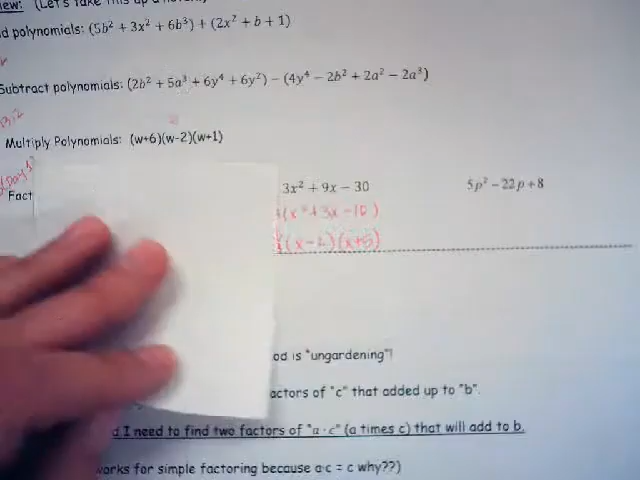 ew: (Let's take this up a
d polynomials: (5b² + 3x² + 6b³) + (2x² + b + 1)
Subtract polynomials: (2b² + 5a³ + 6y⁴ + 6y²) − (4y⁴ − 2b² + 2a² − 2a³)
Multiply Polynomials: (w+6)(w-2)(w+1)
Fact
3x² + 9x − 30
5p² − 22p + 8
(x²+3x−10)
(x−2)(x+5)
od is "ungardening"!
actors of "c" that added up to "b".
d I need to find two factors of "a·c" (a times c) that will add to b.
works for simple factoring because a·c = c why??)